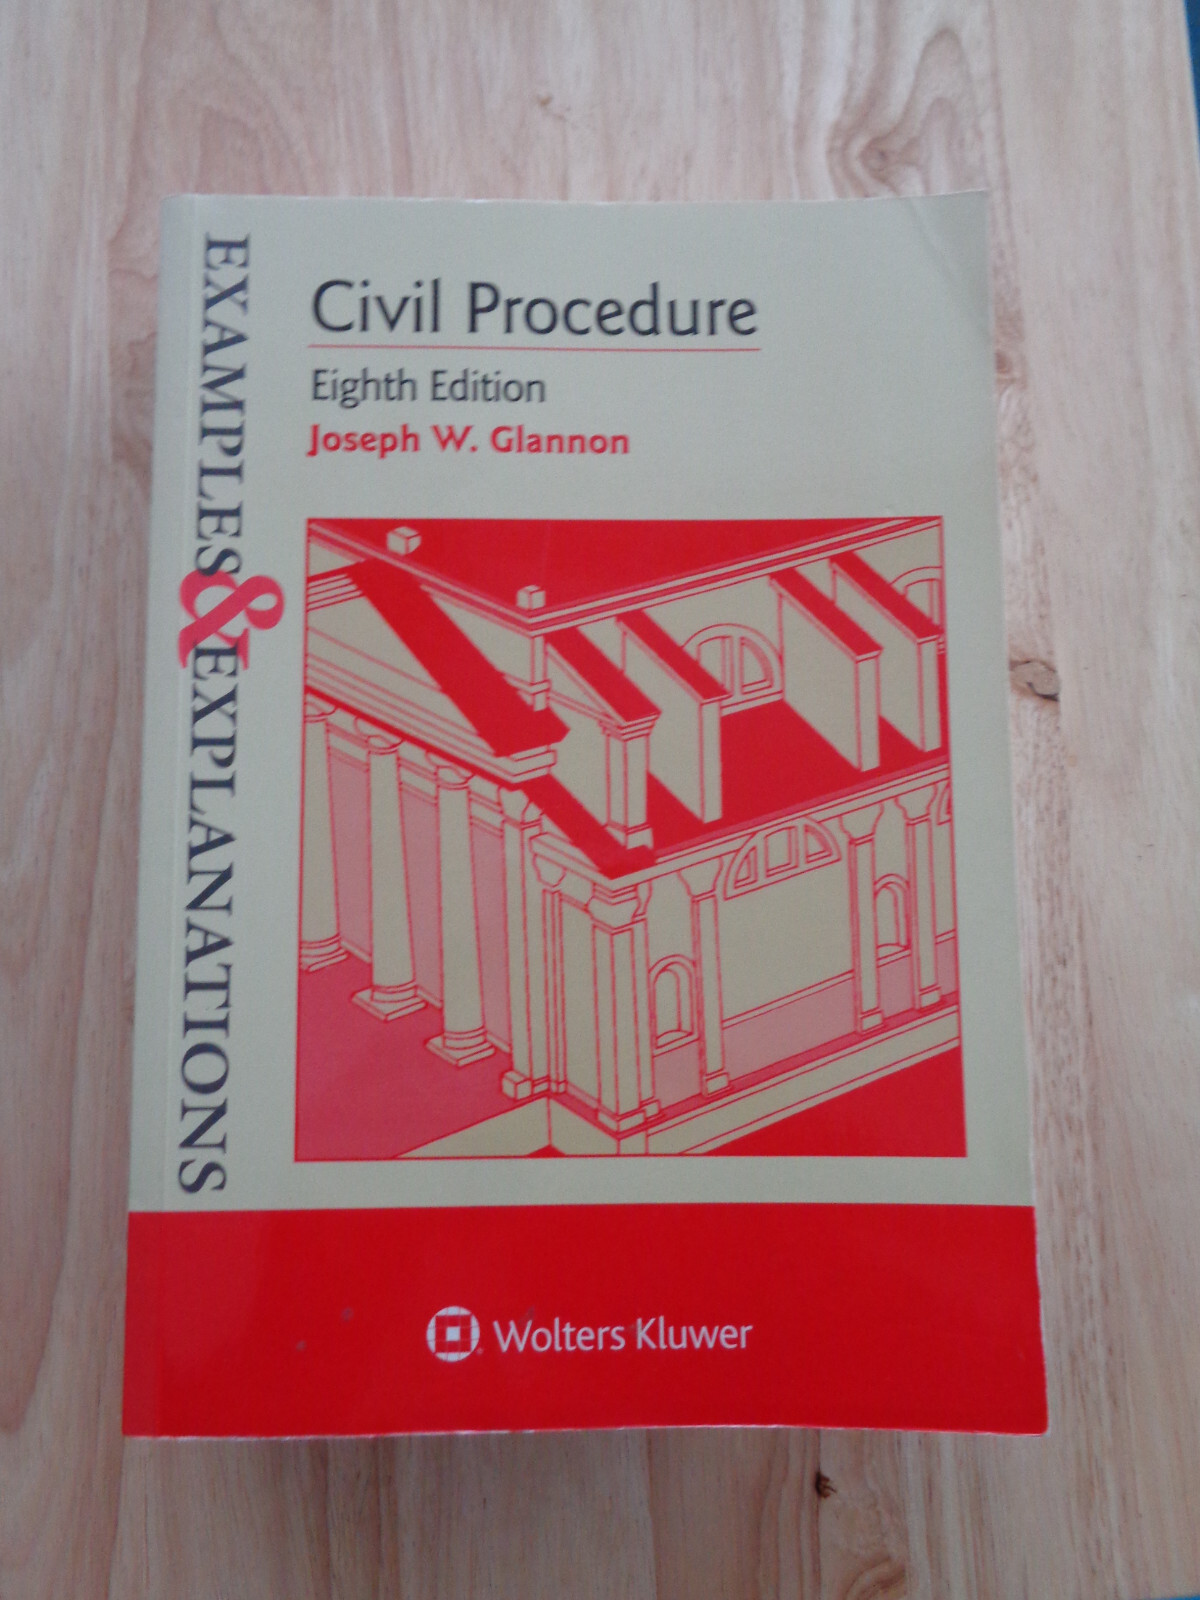 EXAMPLES & EXPLANATIONS
Civil Procedure
Eighth Edition
Joseph W. Glannon
Wolters Kluwer